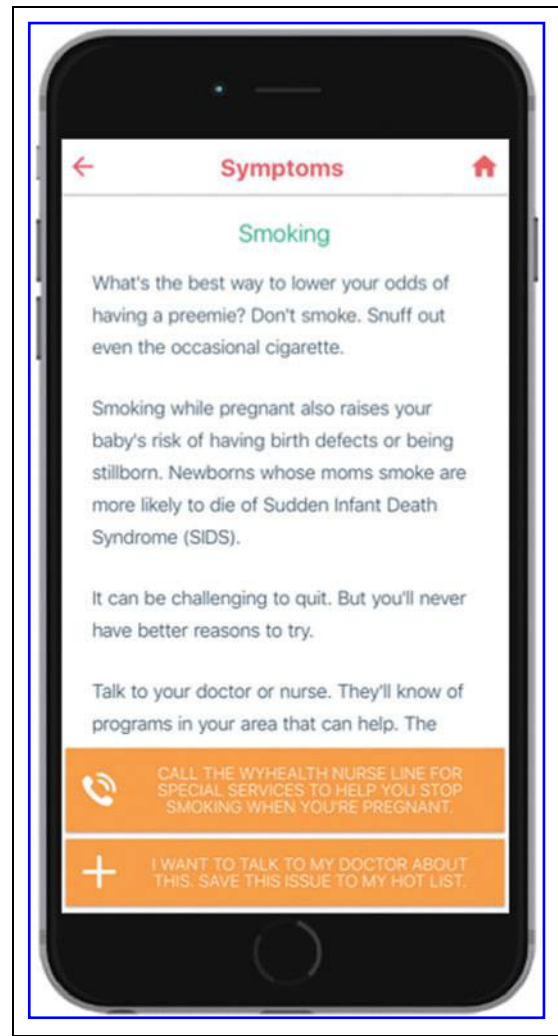 Symptoms
Smoking
What's the best way to lower your odds of
having a preemie? Don't smoke. Snuff out
even the occasional cigarette.
Smoking while pregnant also raises your
baby's risk of having birth defects or being
stillborn. Newborns whose moms smoke are
more likely to die of Sudden Infant Death
Syndrome (SIDS).
It can be challenging to quit. But you'll never
have better reasons to try.
Talk to your doctor or nurse. They'll know of
programs in your area that can help. The
CALL THE WYHEALTH NURSE LINE FOR
SPECIAL SERVICES TO HELP YOU STOP
SMOKING WHEN YOU'RE PREGNANT.
I WANT TO TALK TO MY DOCTOR ABOUT
THIS. SAVE THIS ISSUE TO MY HOT LIST.